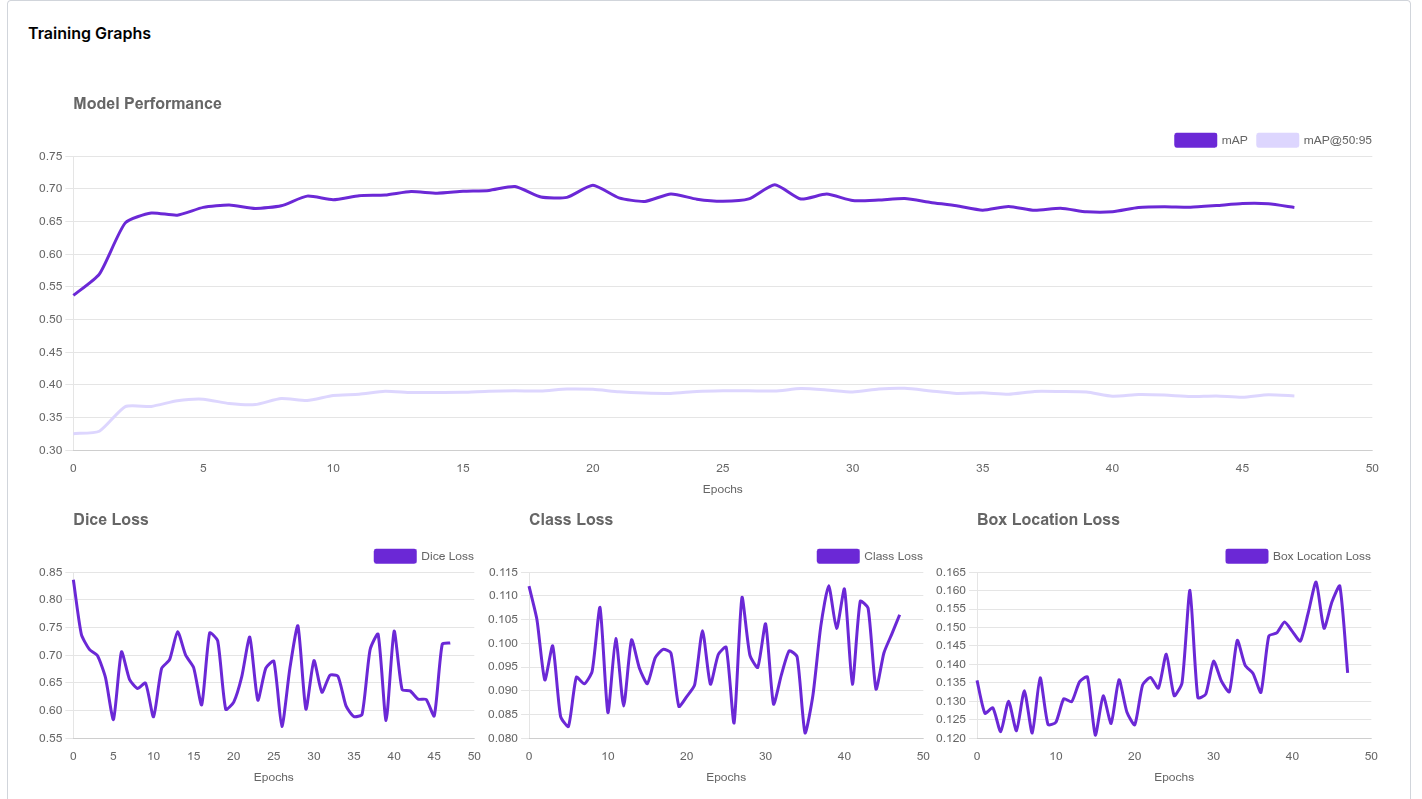 Training Graphs
Model Performance
mAP mAP@50:95
0.75
0.70
0.65
0.60
0.55
0.50
0.45
0.40
0.35
0.30
0 5 10 15 20 25 30 35 40 45 50
Epochs
Dice Loss
Dice Loss
0.85
0.80
0.75
0.70
0.65
0.60
0.55
0 5 10 15 20 25 30 35 40 45 50
Epochs
Class Loss
Class Loss
0.115
0.110
0.105
0.100
0.095
0.090
0.085
0.080
0 10 20 30 40 50
Epochs
Box Location Loss
Box Location Loss
0.165
0.160
0.155
0.150
0.145
0.140
0.135
0.130
0.125
0.120
0 10 20 30 40 50
Epochs